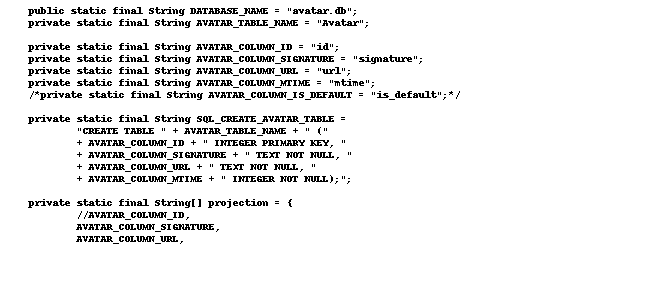 public static final String DATABASE_NAME = "avatar.db";
private static final String AVATAR_TABLE_NAME = "Avatar";
private static final String AVATAR_COLUMN_ID = "id";
private static final String AVATAR_COLUMN_SIGNATURE = "signature";
private static final String AVATAR_COLUMN_URL = "url";
private static final String AVATAR_COLUMN_MTIME = "mtime";
/*private static final String AVATAR_COLUMN_IS_DEFAULT = "is_default";*/
private static final String SQL_CREATE_AVATAR_TABLE =
"CREATE TABLE " + AVATAR_TABLE_NAME + " ("
+ AVATAR_COLUMN_ID + " INTEGER PRIMARY KEY, "
+ AVATAR_COLUMN_SIGNATURE + " TEXT NOT NULL, "
+ AVATAR_COLUMN_URL + " TEXT NOT NULL, "
+ AVATAR_COLUMN_MTIME + " INTEGER NOT NULL);";
private static final String[] projection = {
//AVATAR_COLUMN_ID,
AVATAR_COLUMN_SIGNATURE,
AVATAR_COLUMN_URL,